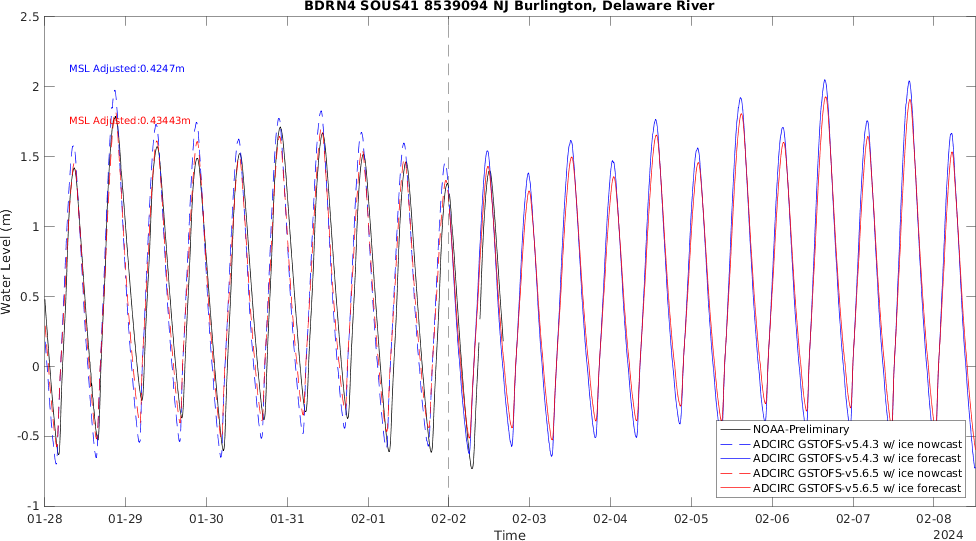 BDRN4 SOUS41 8539094 NJ Burlington, Delaware River
2.5
2
1.5
1
0.5
0
-0.5
-1
Water Level (m)
MSL Adjusted:0.4247m
MSL Adjusted:0.43443m
NOAA-Preliminary
ADCIRC GSTOFS-v5.4.3 w/ ice nowcast
ADCIRC GSTOFS-v5.4.3 w/ ice forecast
ADCIRC GSTOFS-v5.6.5 w/ ice nowcast
ADCIRC GSTOFS-v5.6.5 w/ ice forecast
01-28 01-29 01-30 01-31 02-01 02-02 02-03 02-04 02-05 02-06 02-07 02-08
Time
2024